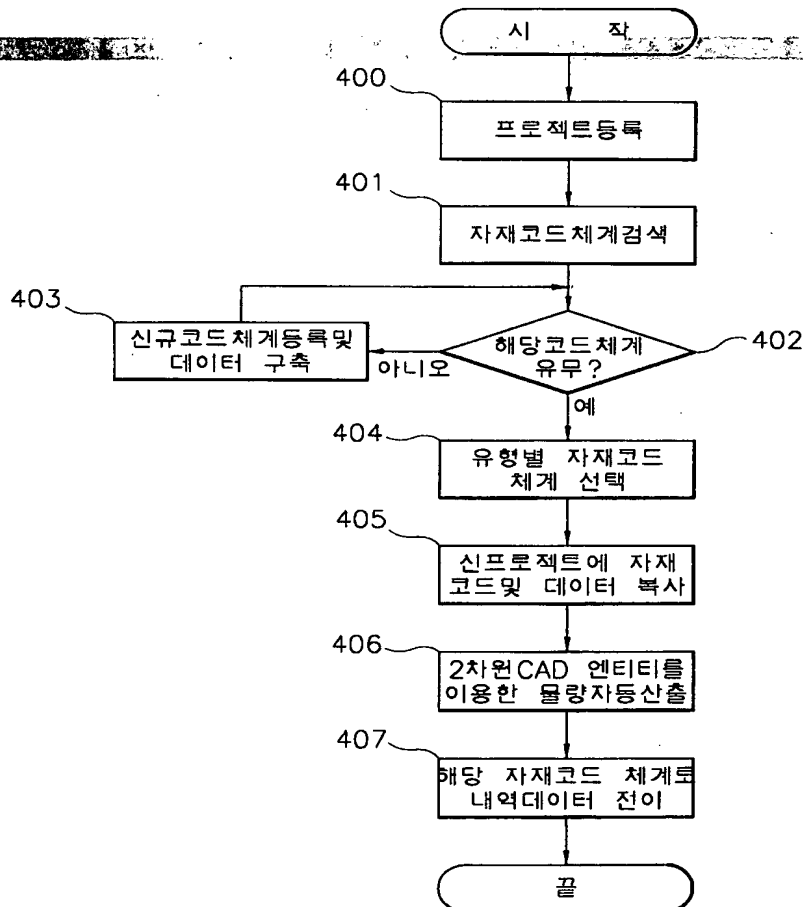 시 작
400
프로젝트등록
401
자재코드체계검색
403
신규코드체계등록및
데이터 구축
해당코드체계
유무?
402
아니오
예
404
유형별 자재코드
체계 선택
405
신프로젝트에 자재
코드및 데이터 복사
406
2차원CAD 엔티티를
이용한 물량자동산출
407
해당 자재코드 체계로
내역데이터 전이
끝